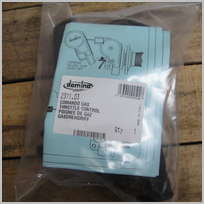 domino
COMANDO GAS
THROTTLE CONTROL
POIGNEE DE GAZ
GASDREHGRIFF